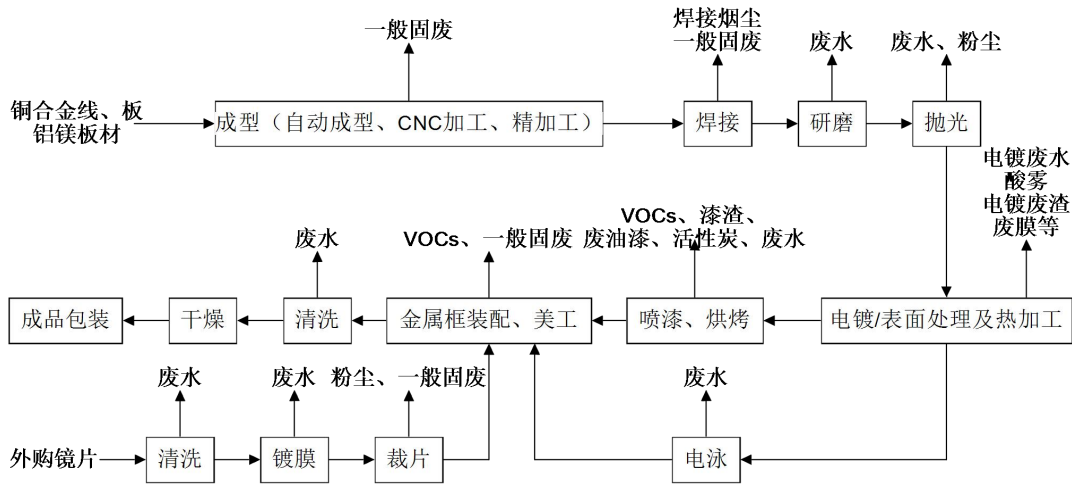 一般固废
焊接烟尘
一般固废
废水
废水、粉尘
铜合金线、板
铝镁板材
成型（自动成型、CNC加工、精加工）
焊接
研磨
抛光
电镀废水
酸雾
电镀废渣
废膜等
VOCs、漆渣、
废油漆、活性炭、废水
VOCs、一般固废
废水
成品包装
干燥
清洗
金属框装配、美工
喷漆、烘烤
电镀/表面处理及热加工
废水
废水
粉尘、一般固废
废水
外购镜片
清洗
镀膜
裁片
电泳